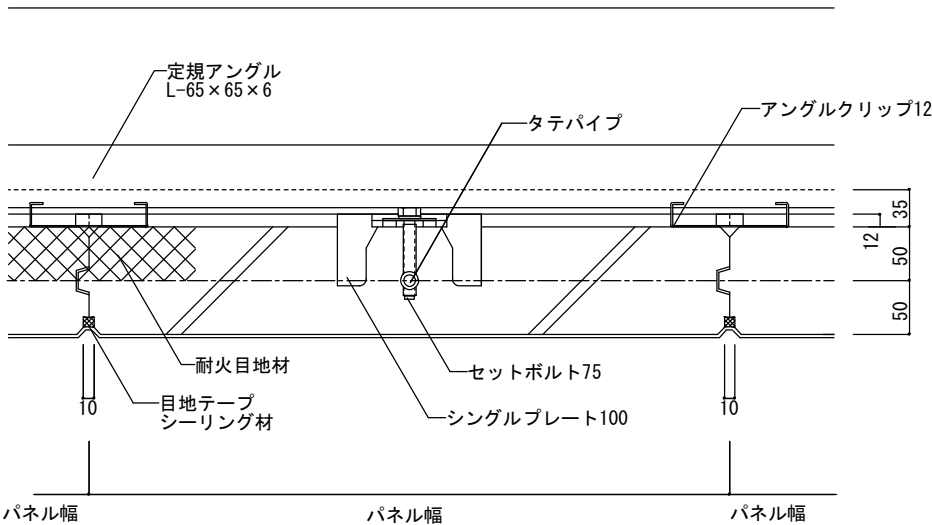 定規アングル
L-65×65×6
タテパイプ
アングルクリップ12
35
12
50
50
耐火目地材
セットボルト75
目地テープ
シーリング材
シングルプレート100
10
10
パネル幅
パネル幅
パネル幅